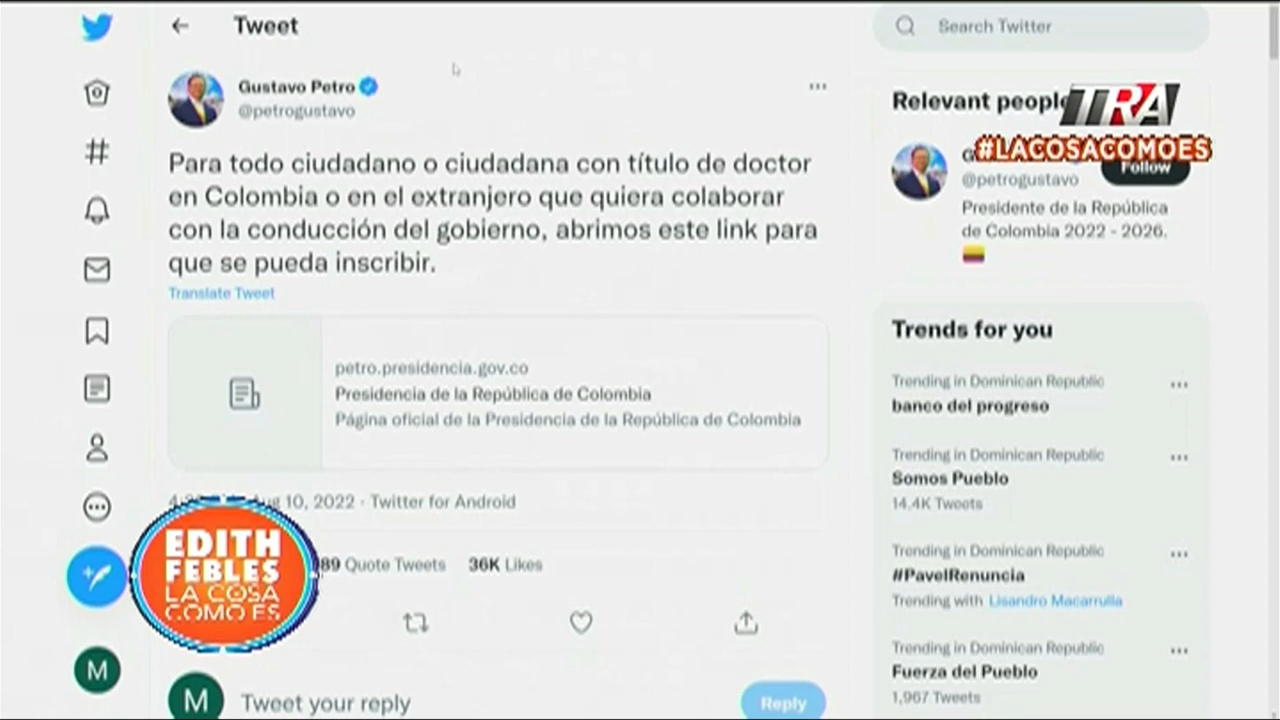 Tweet
Search Twitter
Gustavo Petro
@petrogustavo
Para todo ciudadano o ciudadana con título de doctor
en Colombia o en el extranjero que quiera colaborar
con la conducción del gobierno, abrimos este link para
que se pueda inscribir.
Translate Tweet
petro.presidencia.gov.co
Presidencia de la República de Colombia
Página oficial de la Presidencia de la República de Colombia
10, 2022 · Twitter for Android
89 Quote Tweets 36K Likes
EDITH
FEBLES
LA COSA
COMO ES
M
M
Tweet your reply
Reply
Relevant people
TRA
#LACOSACOMOES
@petrogustavo
Follow
Presidente de la República
de Colombia 2022 - 2026.
Trends for you
Trending in Dominican Republic
banco del progreso
Trending in Dominican Republic
Somos Pueblo
14.4K Tweets
Trending in Dominican Republic
#PavelRenuncia
Trending with Lisandro Macarrulla
Trending in Dominican Republic
Fuerza del Pueblo
1,967 Tweets